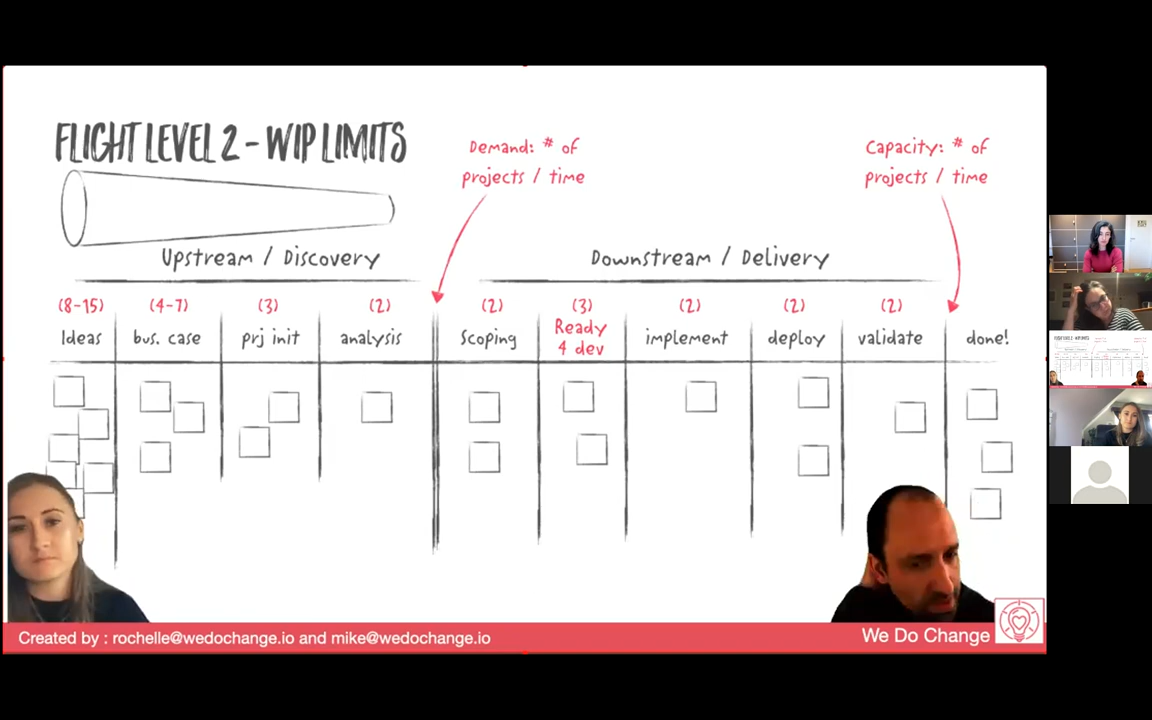 FLIGHT LEVEL 2 - WIP LIMITS
Demand: # of
projects / time
Capacity: # of
projects / time
Upstream / Discovery
Downstream / Delivery
(8-15) (4-7) (3) (2) (2) (3) (2) (2) (2)
Ideas bus. case prj init analysis Scoping Ready 4 dev implement deploy validate done!
Created by : rochelle@wedochange.io and mike@wedochange.io
We Do Change